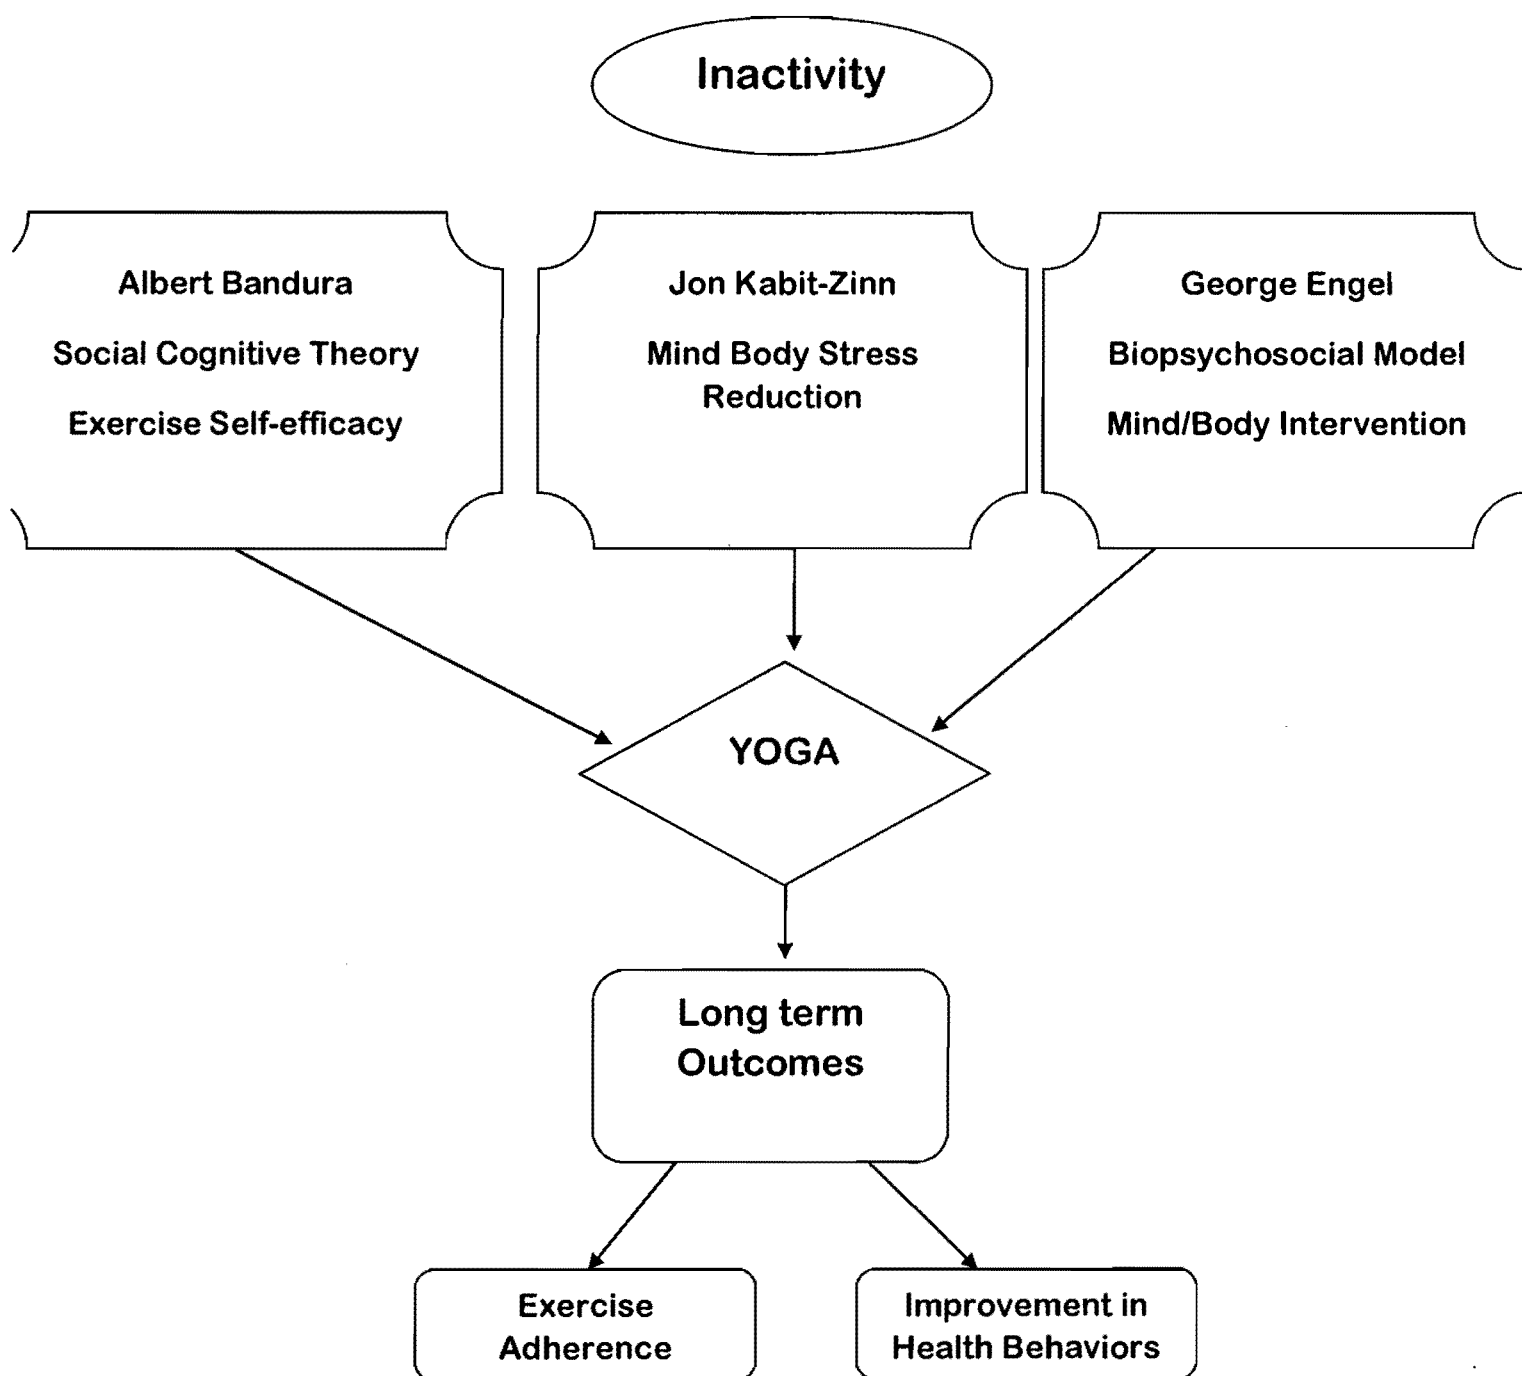 Inactivity
Albert Bandura
Social Cognitive Theory
Exercise Self-efficacy
Jon Kabit-Zinn
Mind Body Stress
Reduction
George Engel
Biopsychosocial Model
Mind/Body Intervention
YOGA
Long term
Outcomes
Exercise
Adherence
Improvement in
Health Behaviors